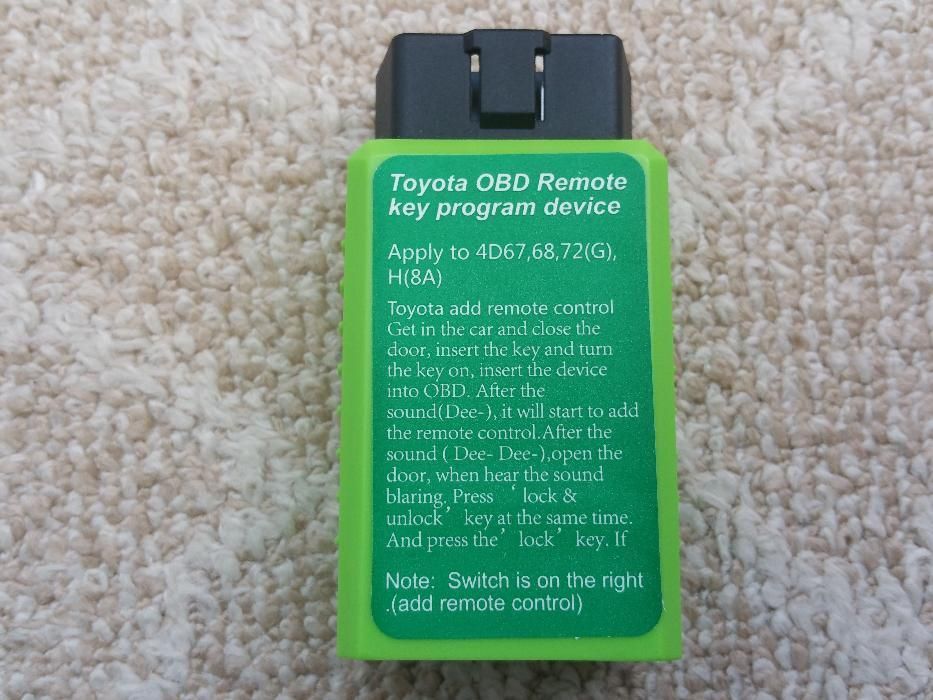 Toyota OBD Remote
key program device
Apply to 4D67,68,72(G),
H(8A)
Toyota add remote control
Get in the car and close the
door, insert the key and turn
the key on, insert the device
into OBD. After the
sound(Dee-), it will start to add
the remote control.After the
sound ( Dee- Dee-),open the
door, when hear the sound
blaring, Press ‘ lock &
unlock’ key at the same time.
And press the’ lock’ key. If
Note: Switch is on the right
.(add remote control)